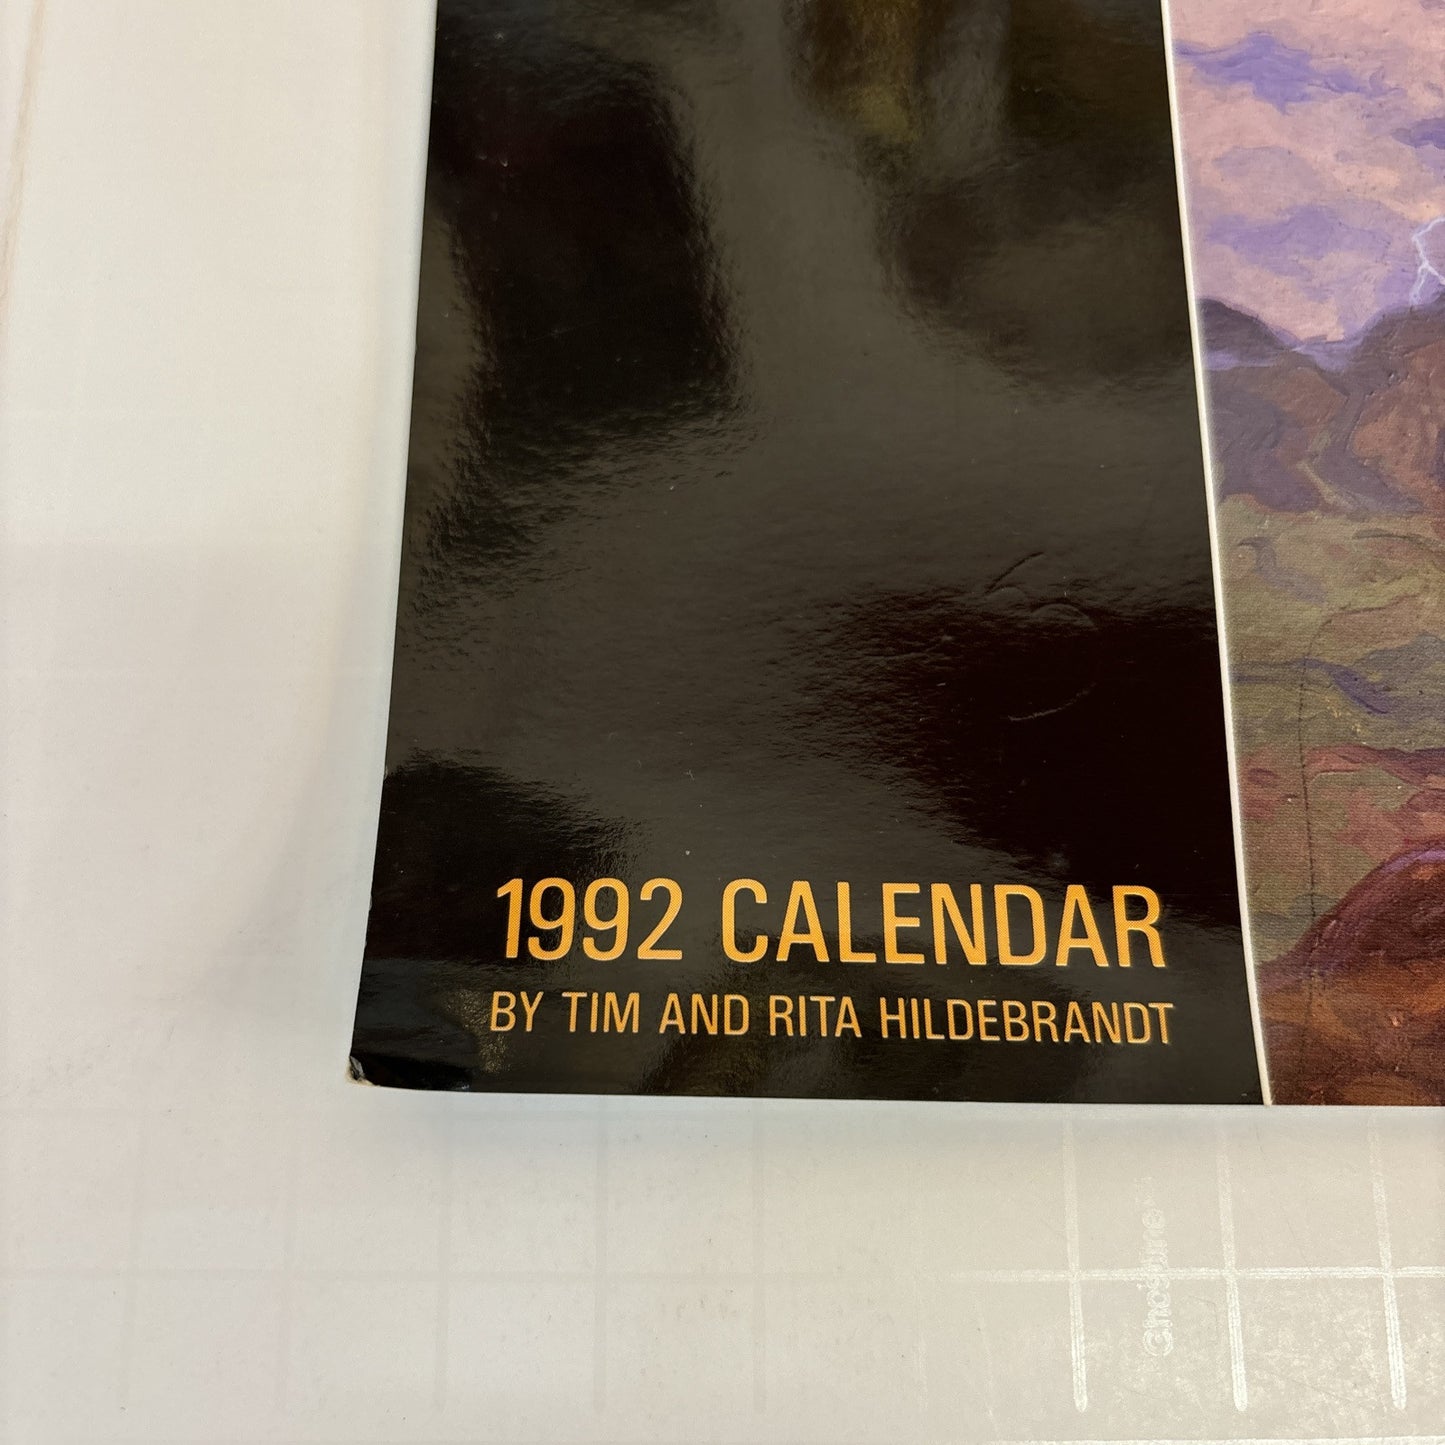 1992 CALENDAR
BY TIM AND RITA HILDEBRANDT